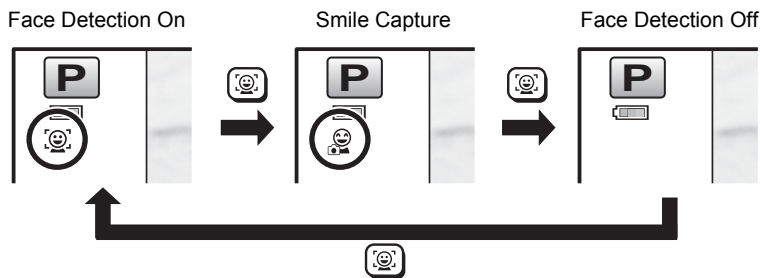 Face Detection On
Smile Capture
Face Detection Off
P
P
P